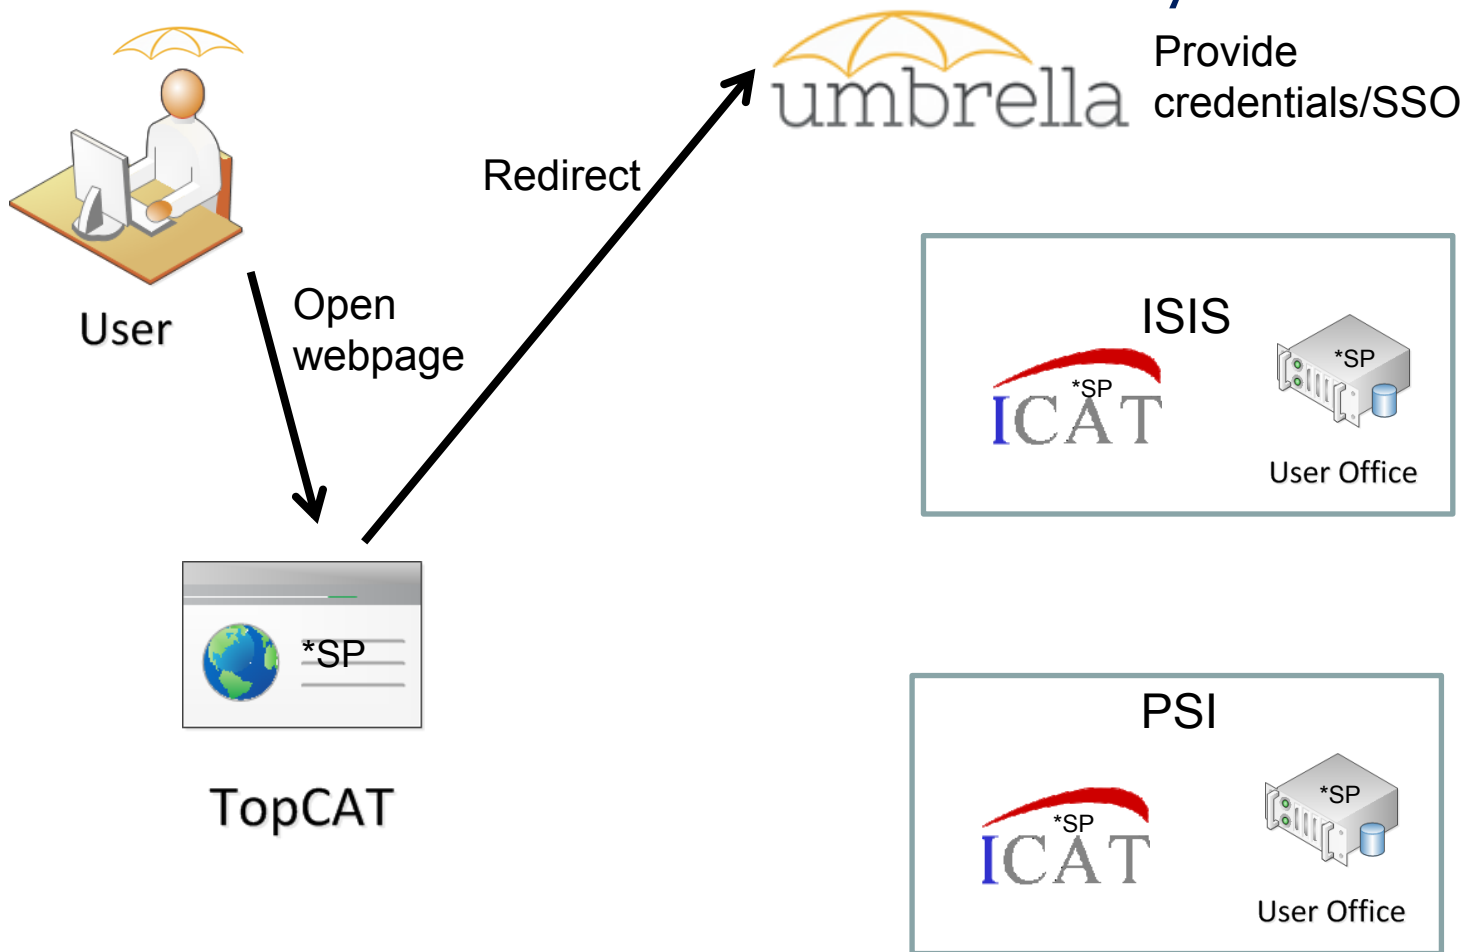 umbrella
Provide
credentials/SSO
Redirect
User
Open
webpage
ISIS
*SP
ICAT
*SP
User Office
*SP
TopCAT
PSI
*SP
ICAT
*SP
User Office